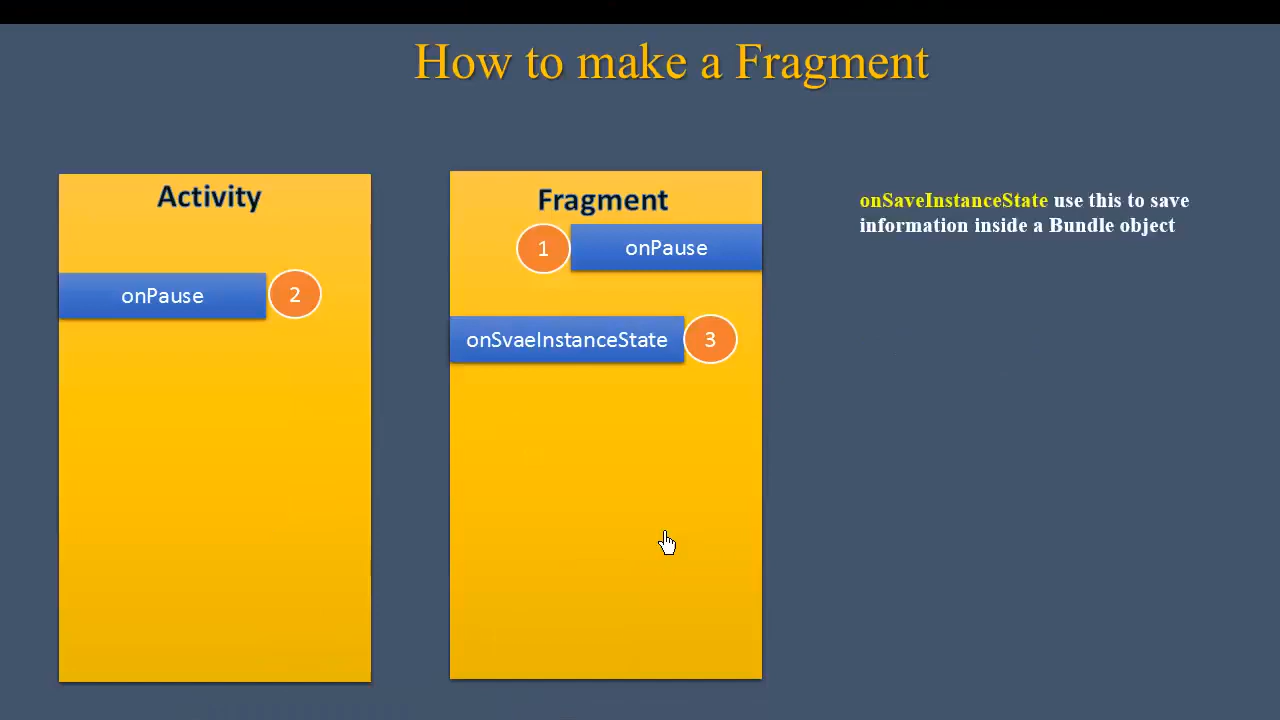 How to make a Fragment
Activity
onPause
2
Fragment
1
onPause
onSvaeInstanceState
3
onSaveInstanceState use this to save
information inside a Bundle object